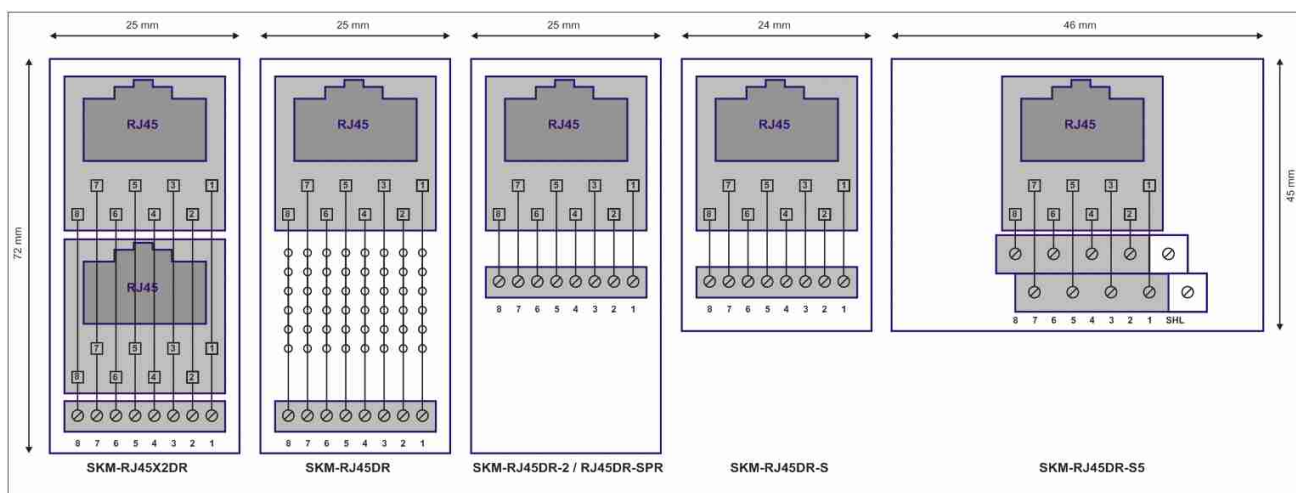 25 mm 25 mm 25 mm 24 mm 46 mm
RJ45 RJ45 RJ45 RJ45 RJ45
7 5 3 1 7 5 3 1 7 5 3 1 7 5 3 1 7 5 3 1
8 6 4 2 8 6 4 2 8 6 4 2 8 6 4 2 8 6 4 2
72 mm
45 mm
RJ45
8 7 6 5 4 3 2 1 8 7 6 5 4 3 2 1 8 7 6 5 4 3 2 1 SHL
7 5 3 1
8 6 4 2
8 7 6 5 4 3 2 1 8 7 6 5 4 3 2 1
SKM-RJ45X2DR SKM-RJ45DR SKM-RJ45DR-2 / RJ45DR-SPR SKM-RJ45DR-S SKM-RJ45DR-S5